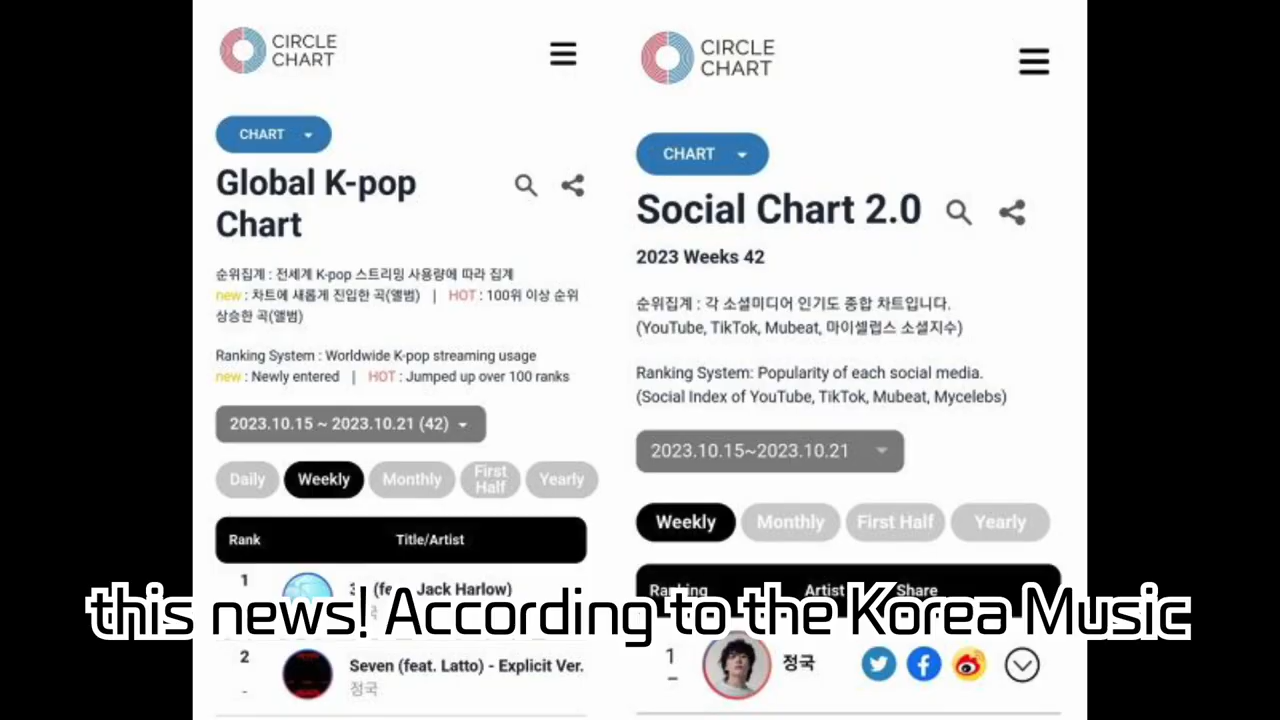 CIRCLE
CHART
CHART
Global K-pop
Chart
순위집계 : 전세계 K-pop 스트리밍 사용량에 따라 집계
new : 차트에 새롭게 진입한 곡(앨범) | HOT : 100위 이상 순위
상승한 곡(앨범)
Ranking System : Worldwide K-pop streaming usage
new : Newly entered | HOT : Jumped up over 100 ranks
2023.10.15 ~ 2023.10.21 (42)
Daily
Weekly
Monthly
First
Half
Yearly
Rank
Title/Artist
1
Jack Harlow)
2
Seven (feat. Latto) - Explicit Ver.
-
정국
CIRCLE
CHART
CHART
Social Chart 2.0
2023 Weeks 42
순위집계 : 각 소셜미디어 인기도 종합 차트입니다.
(YouTube, TikTok, Mubeat, 마이셀럽스 소셜지수)
Ranking System: Popularity of each social media.
(Social Index of YouTube, TikTok, Mubeat, Mycelebs)
2023.10.15~2023.10.21
Weekly
Monthly
First Half
Yearly
Ranking
Artist
Share
1
-
정국
this news! According to the Korea Music